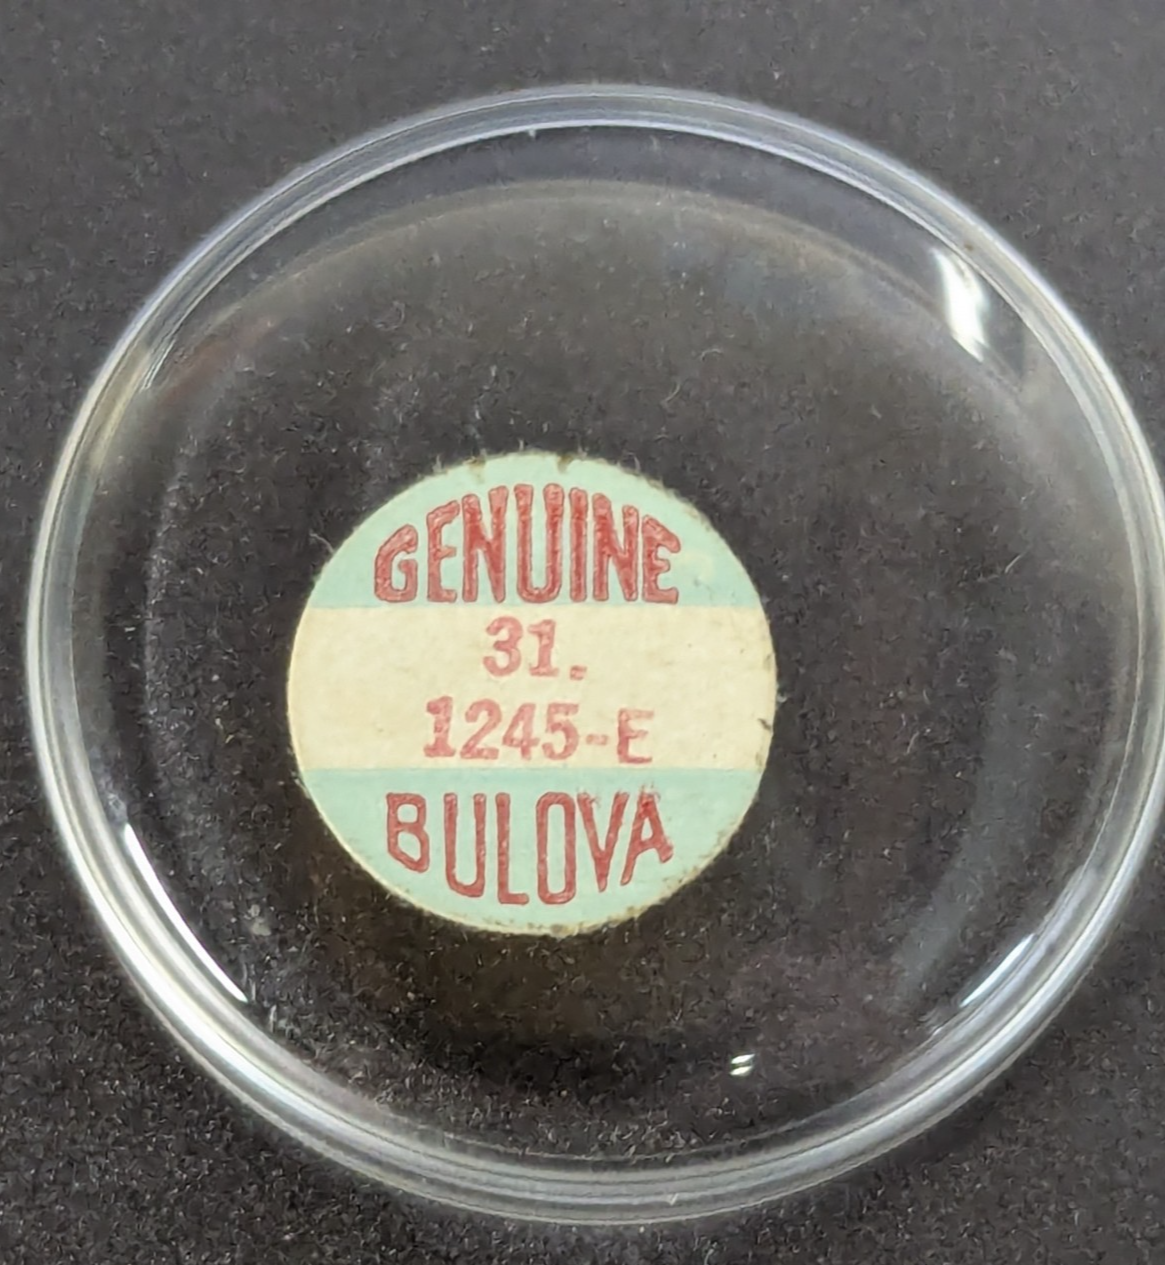 GENUINE
31.
1245-E
BULOVA